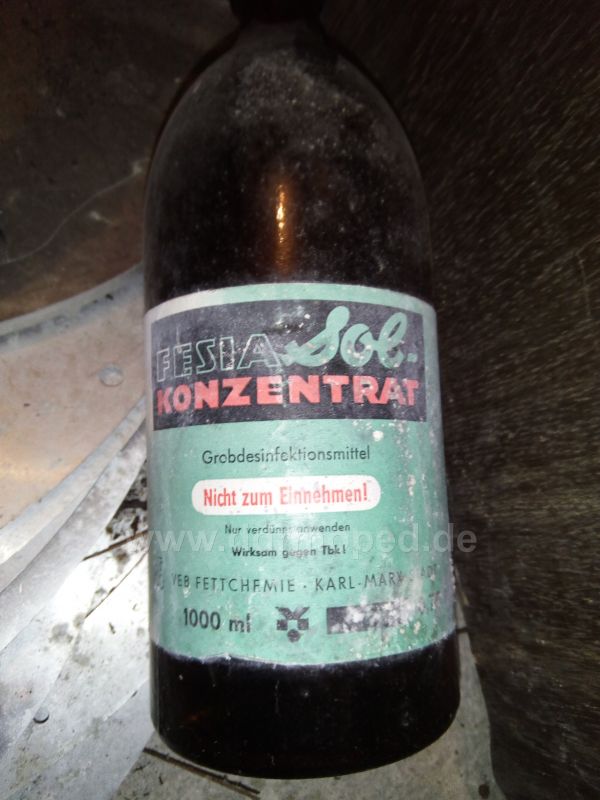 FESIA-Sol-
KONZENTRAT
Grobdesinfektionsmittel
Nicht zum Einnehmen!
Nur verdünnt anwenden
Wirksam gegen Tbk!
VEB FETTCHEMIE · KARL-MARX-
1000 ml